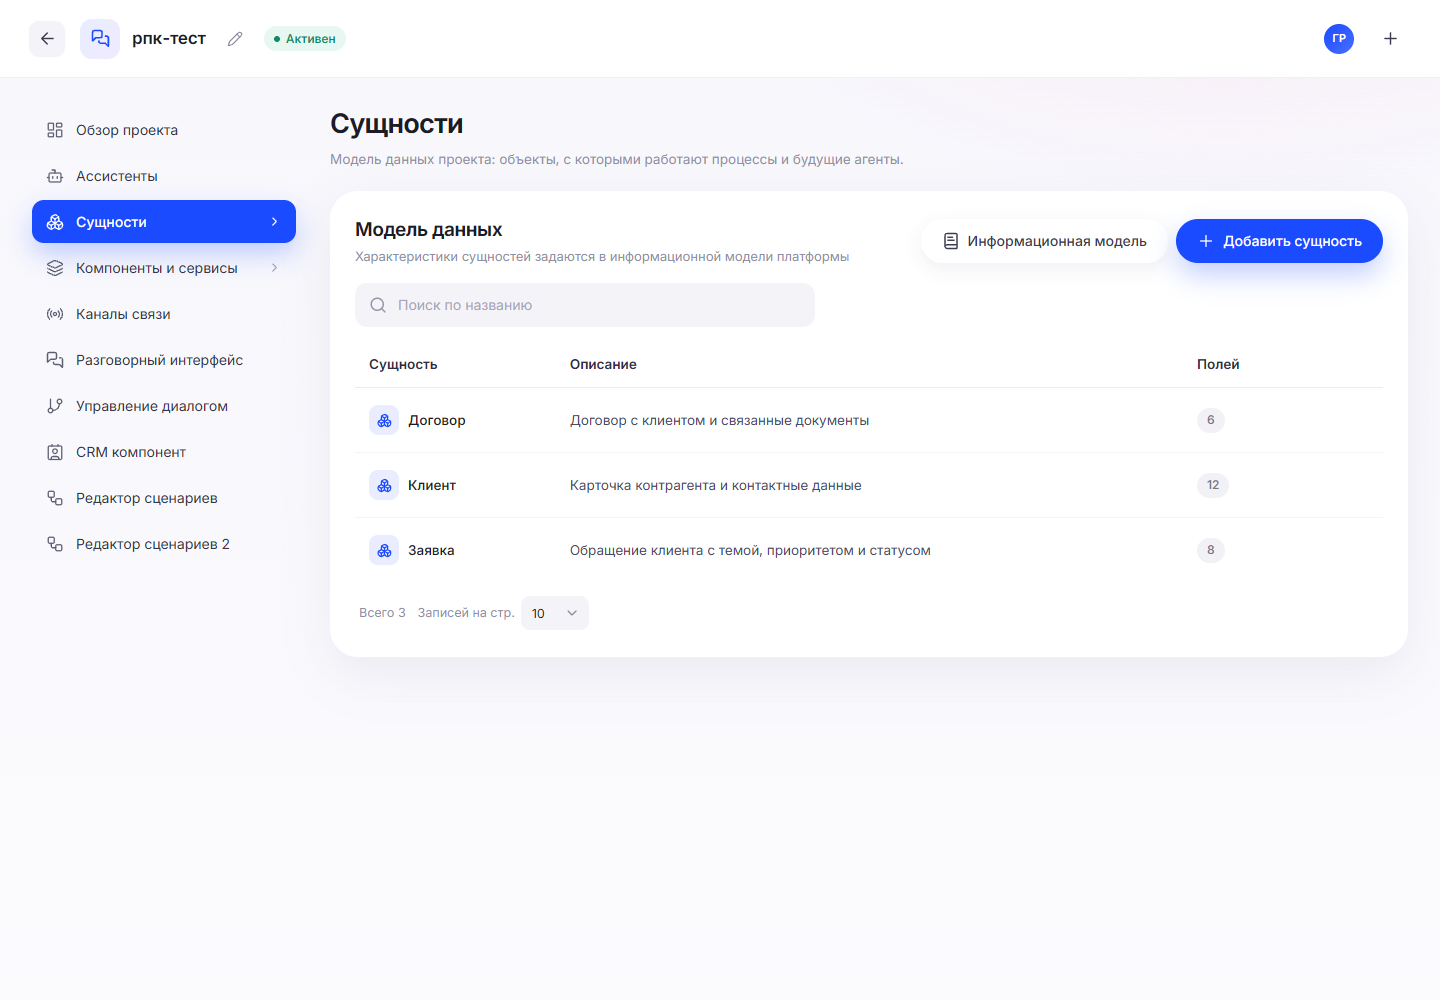 рпк-тест
Активен
ГР
Обзор проекта
Ассистенты
Сущности
Компоненты и сервисы
Каналы связи
Разговорный интерфейс
Управление диалогом
CRM компонент
Редактор сценариев
Редактор сценариев 2
Сущности
Модель данных проекта: объекты, с которыми работают процессы и будущие агенты.
Модель данных
Характеристики сущностей задаются в информационной модели платформы
Информационная модель
Добавить сущность
Поиск по названию
Сущность Описание Полей
Договор Договор с клиентом и связанные документы 6
Клиент Карточка контрагента и контактные данные 12
Заявка Обращение клиента с темой, приоритетом и статусом 8
Всего 3 Записей на стр. 10